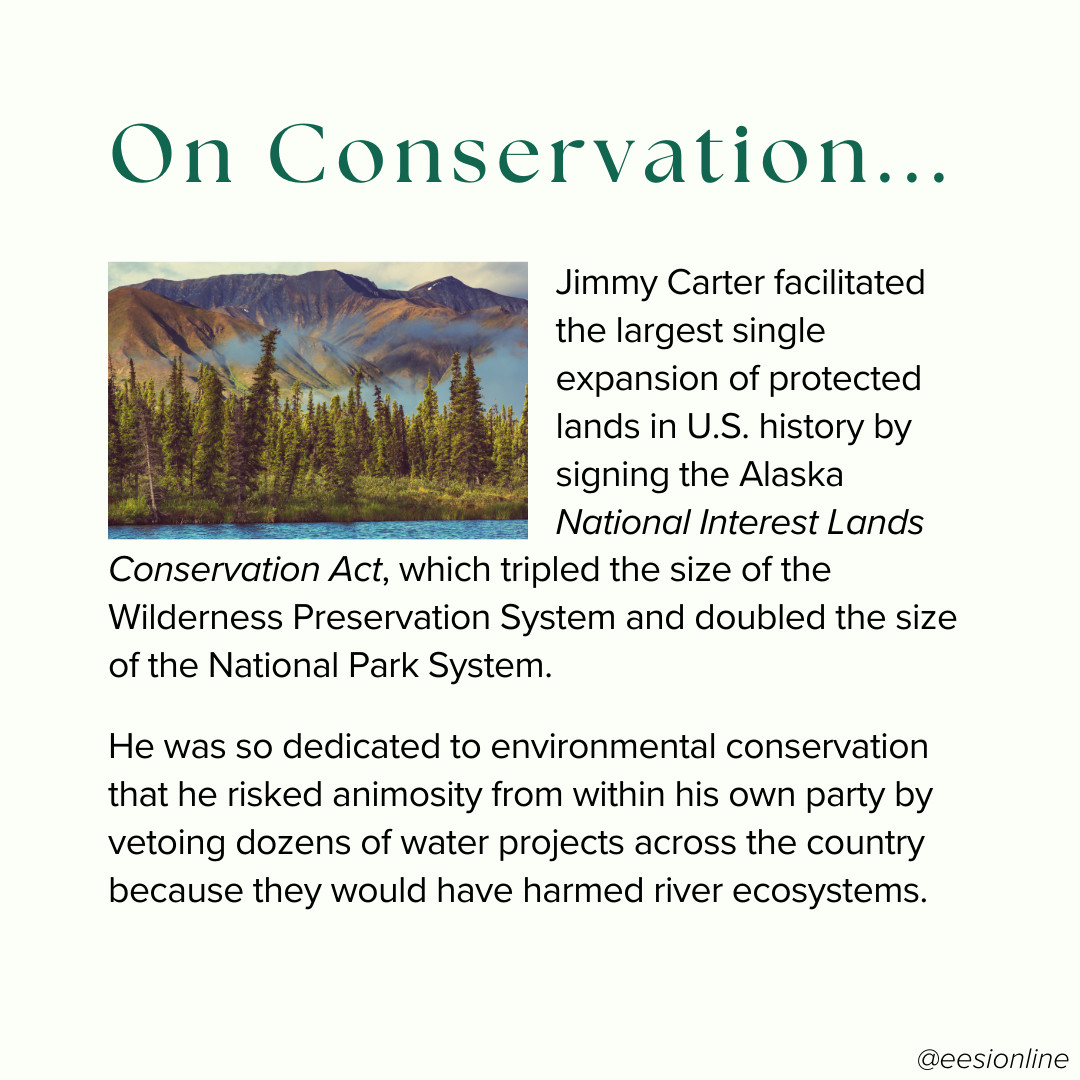 On Conservation...
Jimmy Carter facilitated
the largest single
expansion of protected
lands in U.S. history by
signing the Alaska
National Interest Lands
Conservation Act, which tripled the size of the
Wilderness Preservation System and doubled the size
of the National Park System.
He was so dedicated to environmental conservation
that he risked animosity from within his own party by
vetoing dozens of water projects across the country
because they would have harmed river ecosystems.
@eesionline